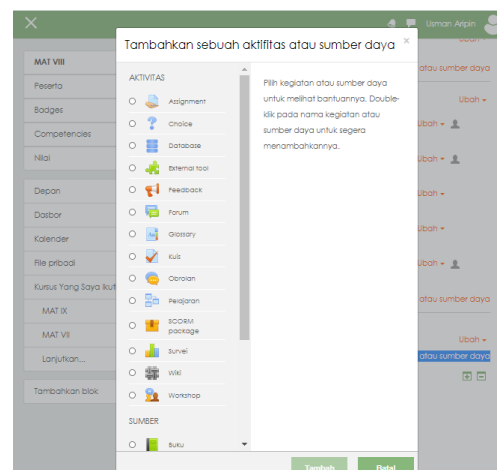 Usman Aripin
Tambahkan sebuah aktifitas atau sumber daya
×
MAT VIII
Peserta
Badges
Competencies
Nilai
Depan
Dasbor
Kalender
File pribadi
Kursus Yang Saya Ikut
MAT IX
MAT VII
Lanjutkan...
Tambahkan blok
AKTIVITAS
Assignment
Choice
Database
External tool
Feedback
Forum
Glossary
Kuis
Obrolan
Pelajaran
SCORM
package
Survei
Wiki
Workshop
SUMBER
Buku
Pilih kegiatan atau sumber daya
untuk melihat bantuannya. Double-
klik pada nama kegiatan atau
sumber daya untuk segera
menambahkannya.
Tambah
Batal
atau sumber daya
Ubah
Ubah
Ubah
Ubah
Ubah
Ubah
atau sumber daya
Ubah
atau sumber daya